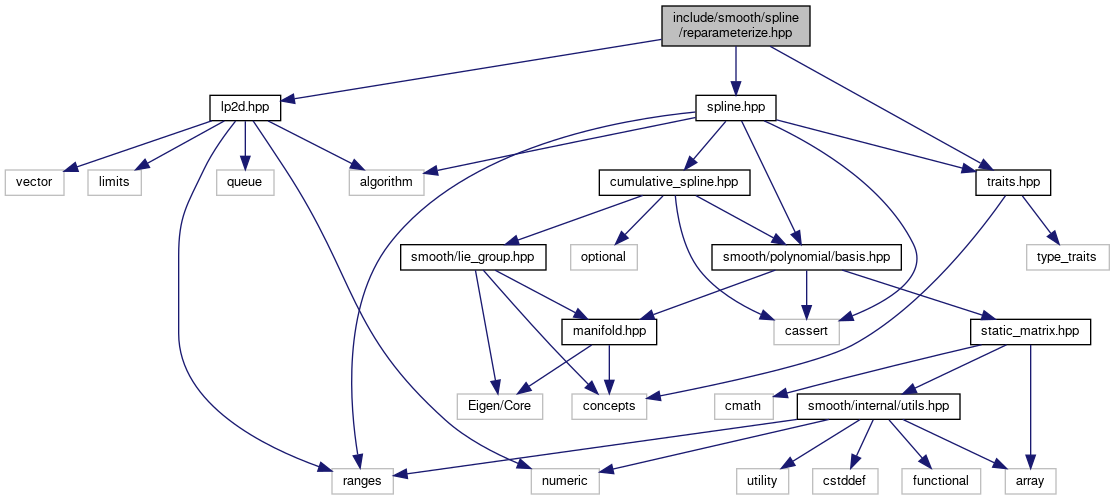 include/smooth/spline
/reparameterize.hpp
lp2d.hpp
spline.hpp
vector
limits
queue
algorithm
cumulative_spline.hpp
traits.hpp
smooth/lie_group.hpp
optional
smooth/polynomial/basis.hpp
type_traits
manifold.hpp
cassert
static_matrix.hpp
Eigen/Core
concepts
cmath
smooth/internal/utils.hpp
ranges
numeric
utility
cstddef
functional
array